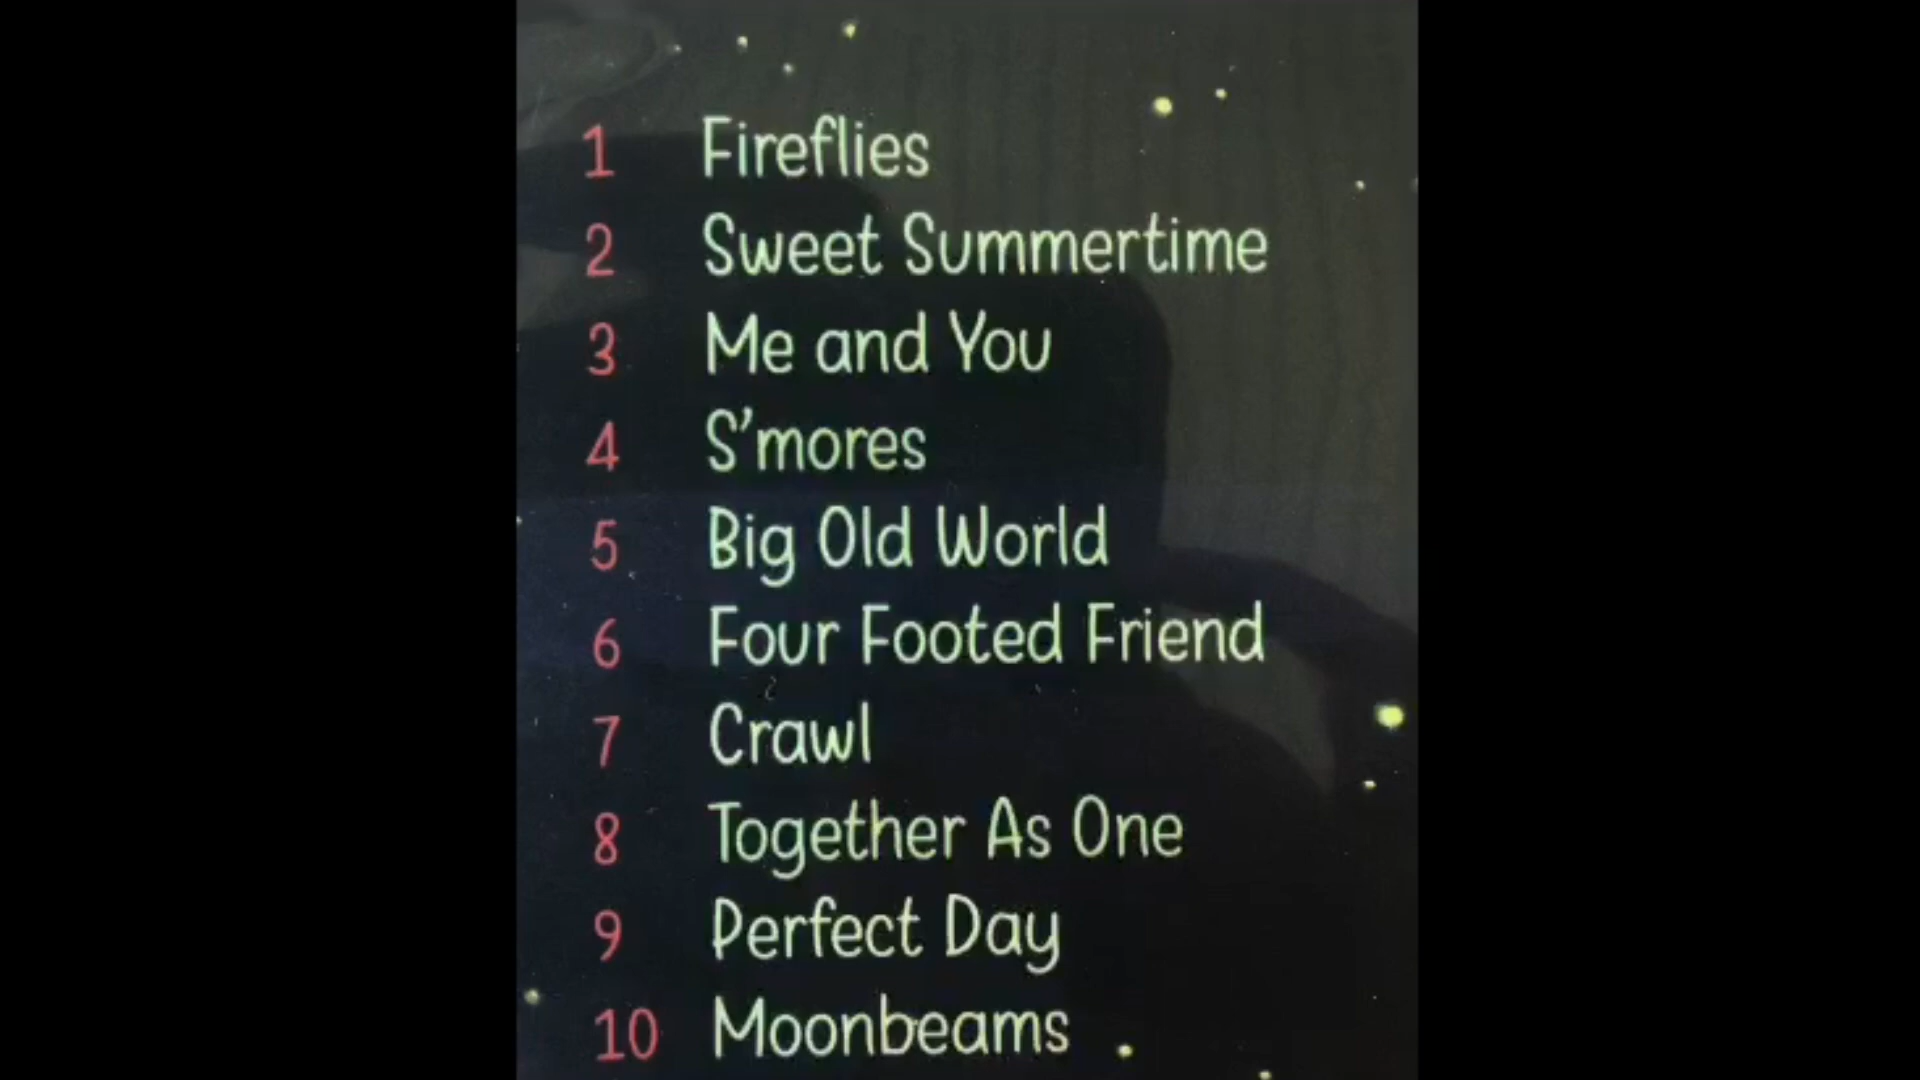 1 Fireflies
2 Sweet Summertime
3 Me and You
4 S'mores
5 Big Old World
6 Four Footed Friend
7 Crawl
8 Together As One
9 Perfect Day
10 Moonbeams